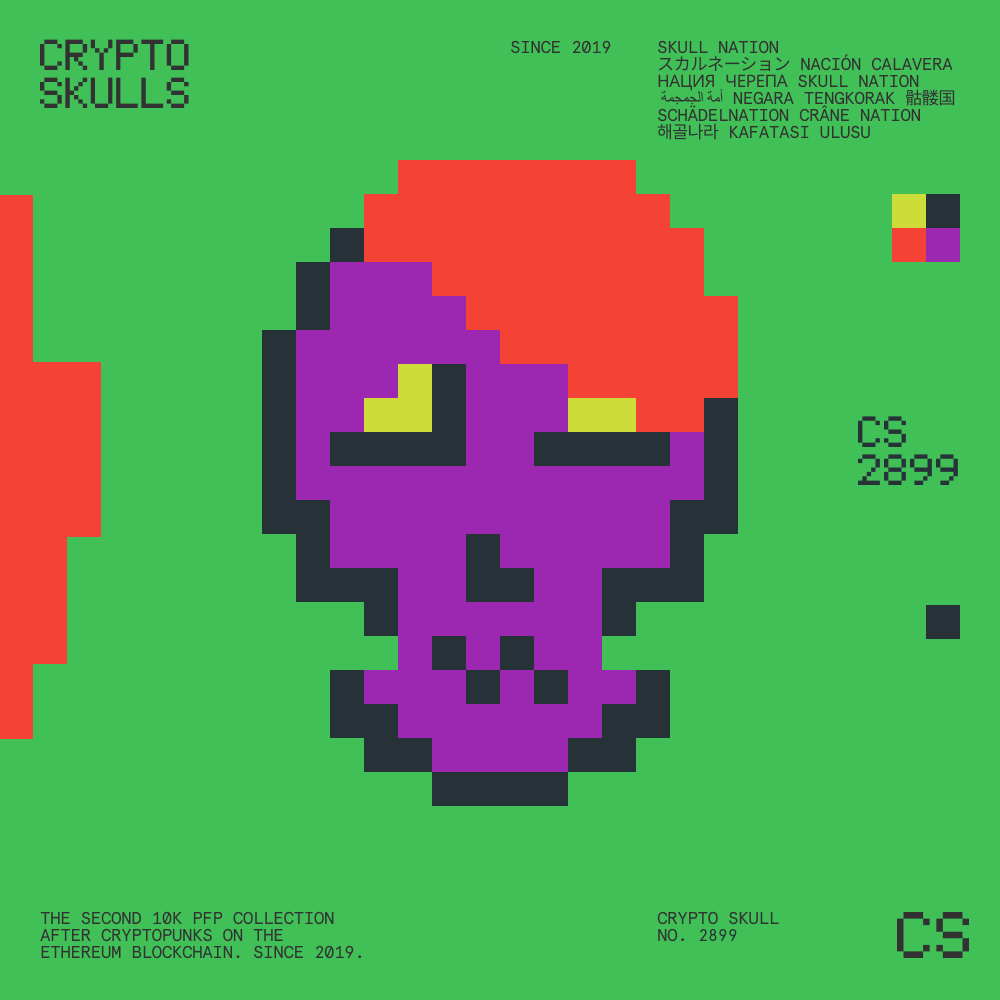 CRYPTO
SKULLS
SINCE 2019
SKULL NATION
スカルネーション NACIÓN CALAVERA
НАЦИЯ ЧЕРЕПА SKULL NATION
أمة الجمجمة NEGARA TENGKORAK 骷髅国
SCHÄDELNATION CRÂNE NATION
해골나라 KAFATASI ULUSU
CS
2899
THE SECOND 10K PFP COLLECTION
AFTER CRYPTOPUNKS ON THE
ETHEREUM BLOCKCHAIN. SINCE 2019.
CRYPTO SKULL
NO. 2899
CS